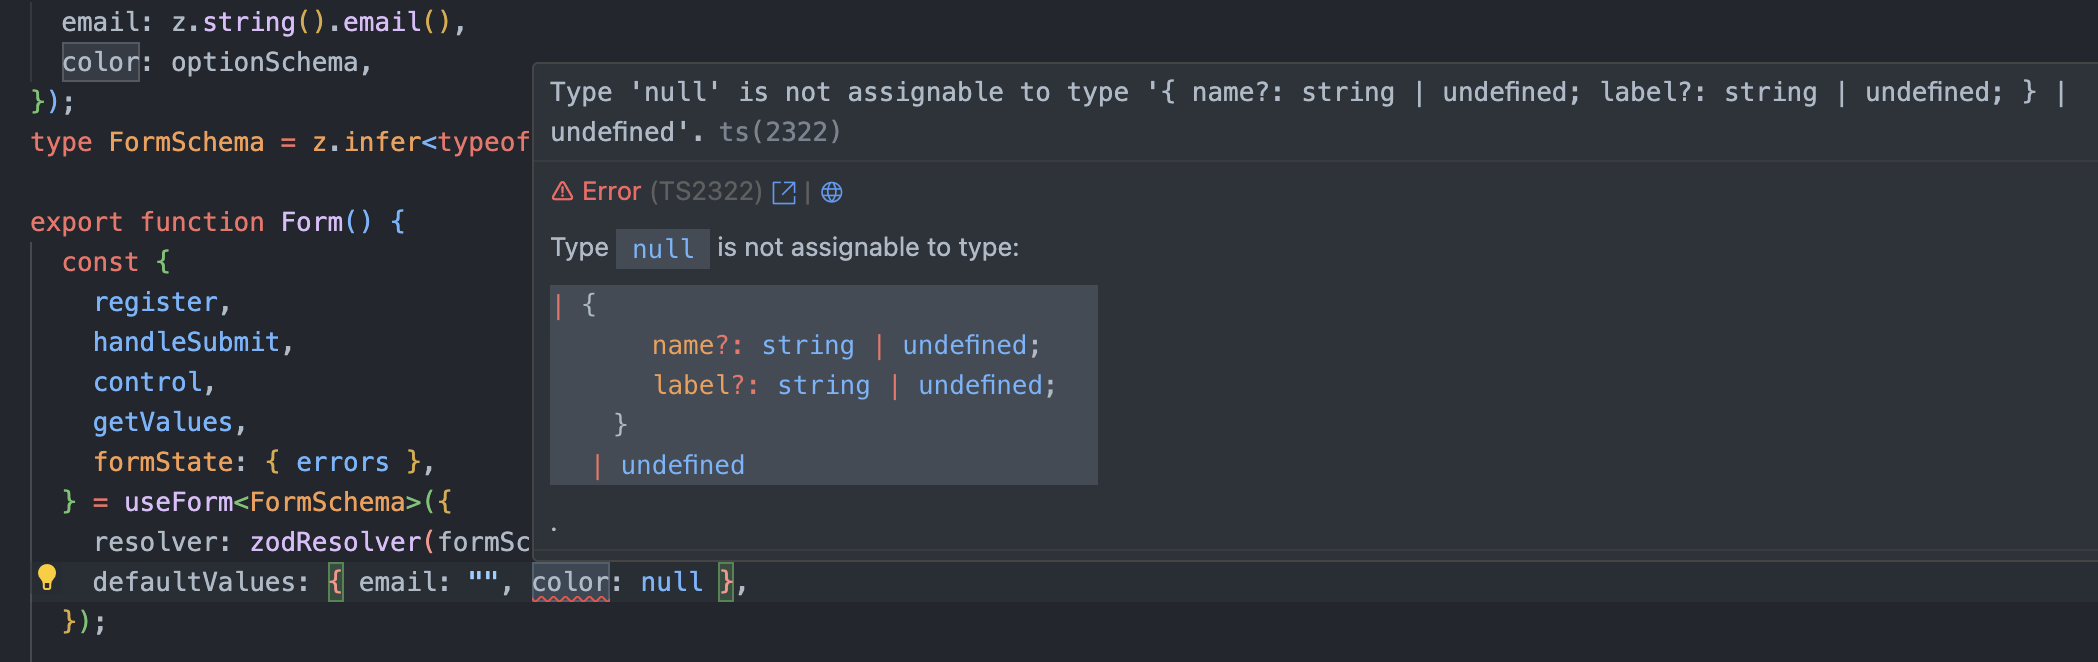 email: z.string().email(),
color: optionSchema,
});
type FormSchema = z.infer<typeof
export function Form() {
const {
register,
handleSubmit,
control,
getValues,
formState: { errors },
} = useForm<FormSchema>({
resolver: zodResolver(formSc
defaultValues: { email: "", color: null },
});
Type 'null' is not assignable to type '{ name?: string | undefined; label?: string | undefined; } |
undefined'. ts(2322)
Error (TS2322) |
Type null is not assignable to type:
| {
name?: string | undefined;
label?: string | undefined;
}
| undefined
.